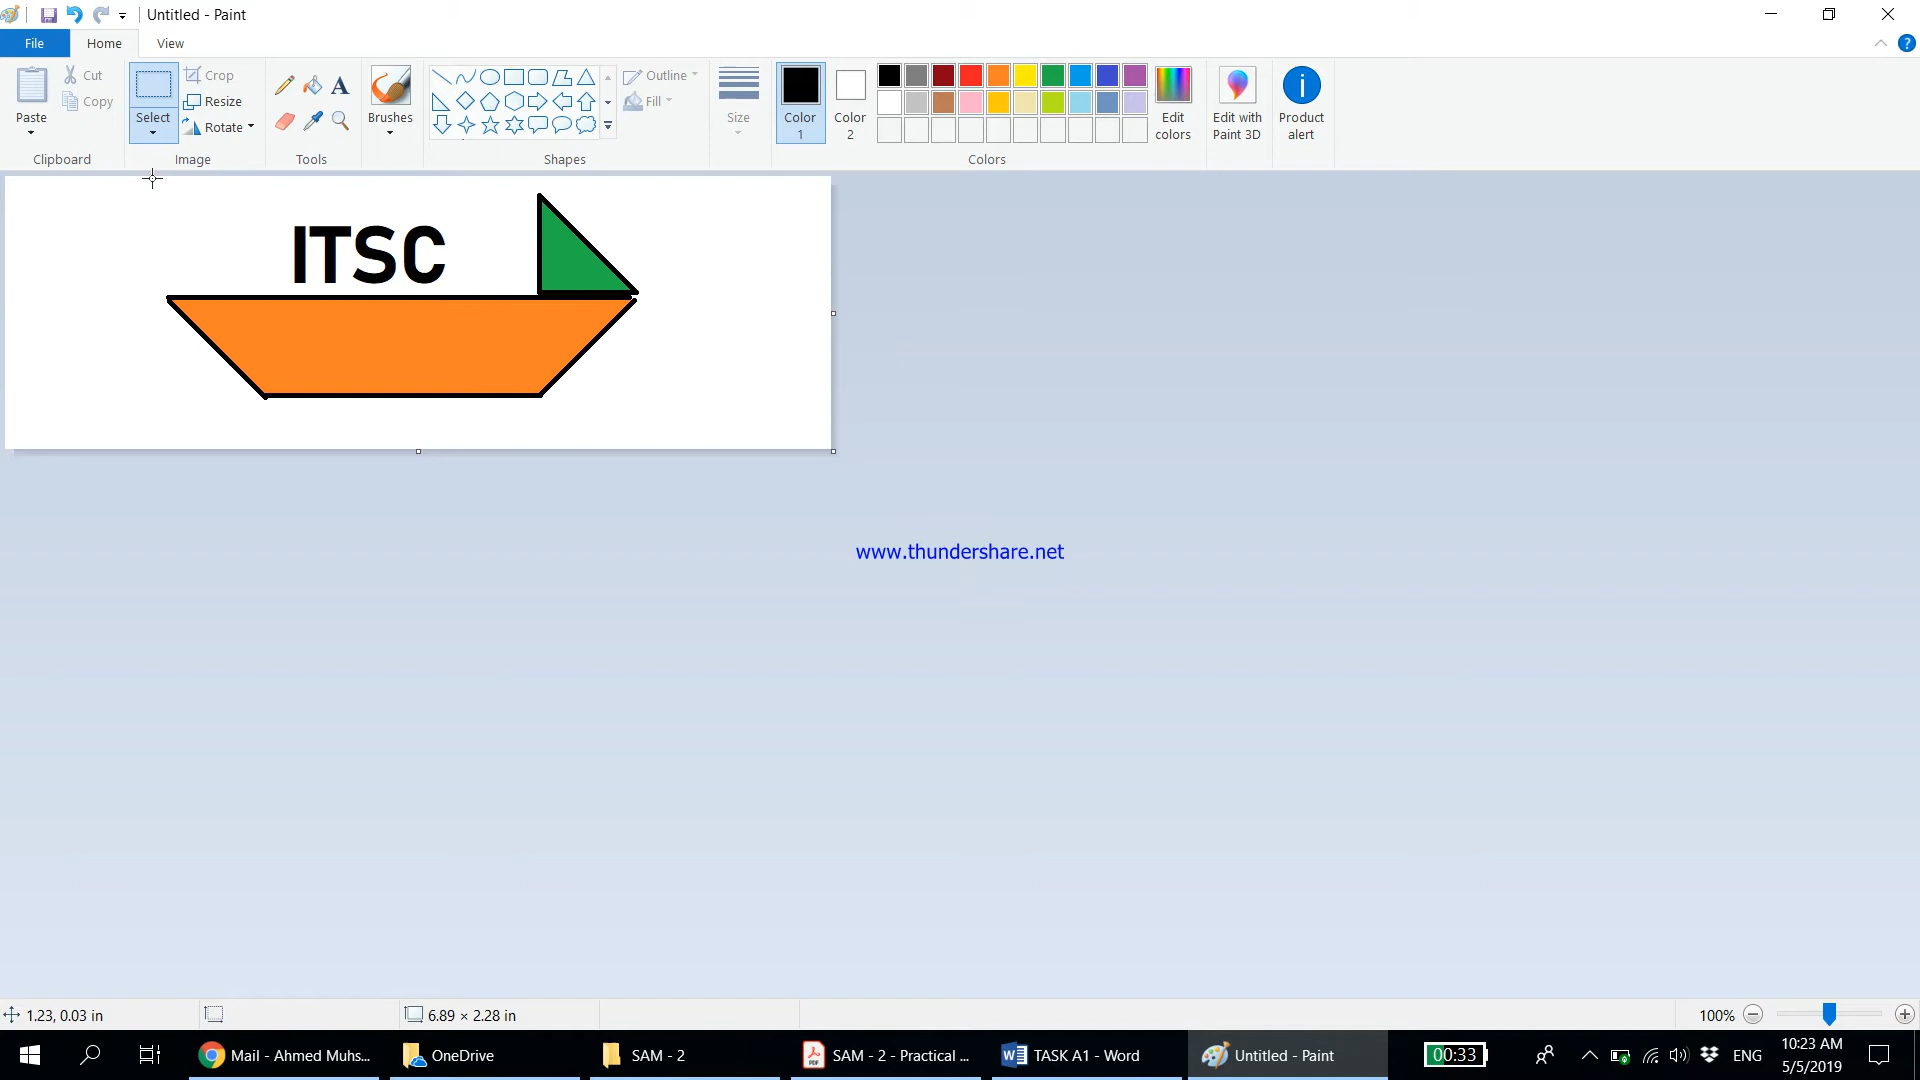 Untitled - Paint
File
Home
View
Paste
Cut
Copy
Clipboard
Select
Crop
Resize
Rotate
Image
Tools
Brushes
Shapes
Outline
Fill
Size
Color
1
Color
2
Colors
Edit
colors
Edit with
Paint 3D
Product
alert
ITSC
www.thundershare.net
1.23, 0.03 in
6.89 × 2.28 in
100%
Mail - Ahmed Muhs...
OneDrive
SAM - 2
SAM - 2 - Practical ...
TASK A1 - Word
Untitled - Paint
00:33
ENG
10:23 AM
5/5/2019